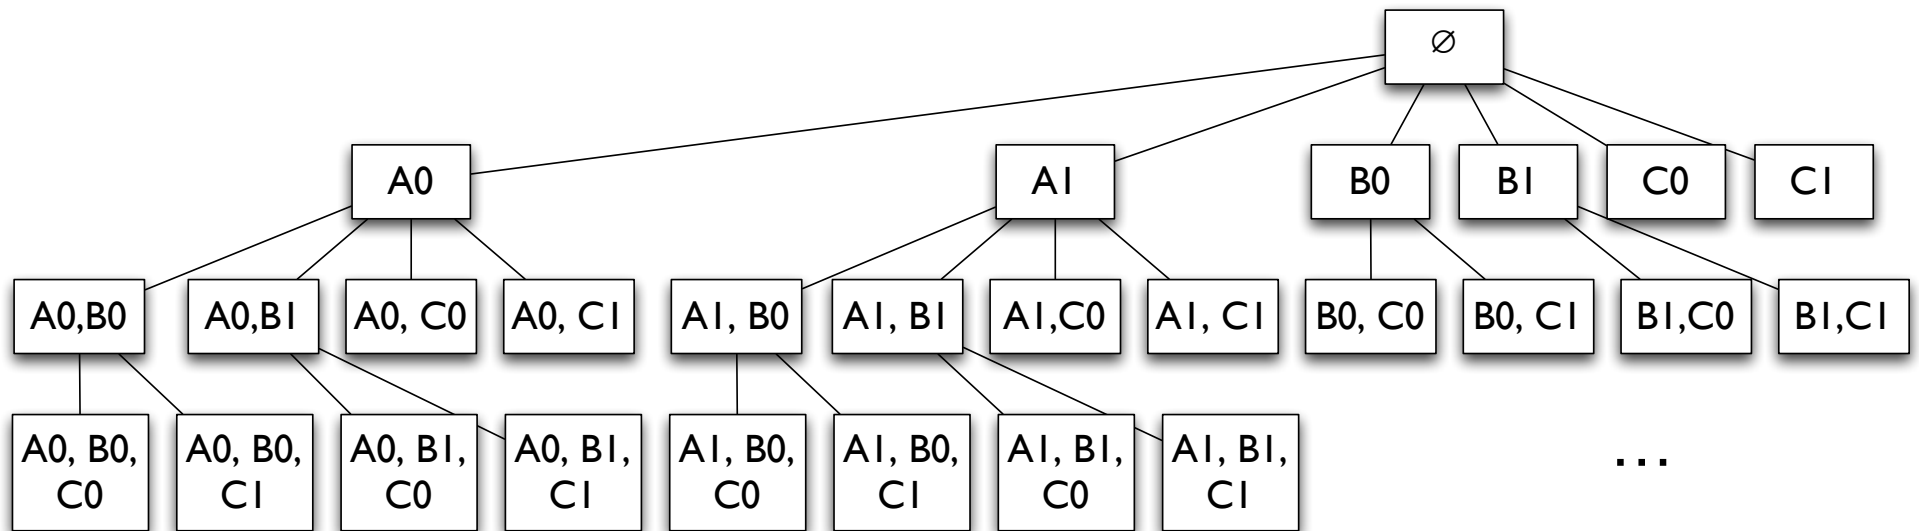 ∅
A0
A1
B0
B1
C0
C1
A0,B0
A0,B1
A0, C0
A0, C1
A1, B0
A1, B1
A1,C0
A1, C1
B0, C0
B0, C1
B1,C0
B1,C1
A0, B0,
C0
A0, B0,
C1
A0, B1,
C0
A0, B1,
C1
A1, B0,
C0
A1, B0,
C1
A1, B1,
C0
A1, B1,
C1
...